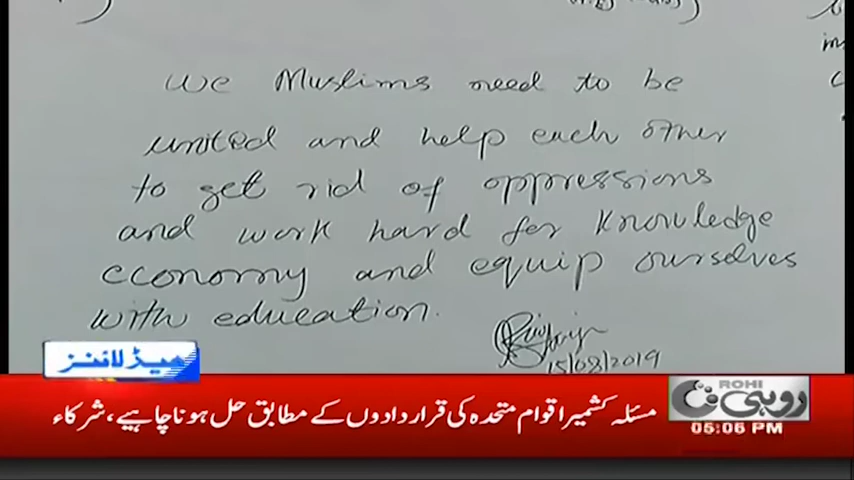 We Muslims need to be
united and help each other
to get rid of oppressions
and work hard for knowledge
economy and equip ourselves
with education.
15/08/2019
ہیڈلائنز
ROHI
روہی
مسئلہ کشمیر اقوام متحدہ کی قراردادوں کے مطابق حل ہونا چاہیے، شرکاء
05:06 PM